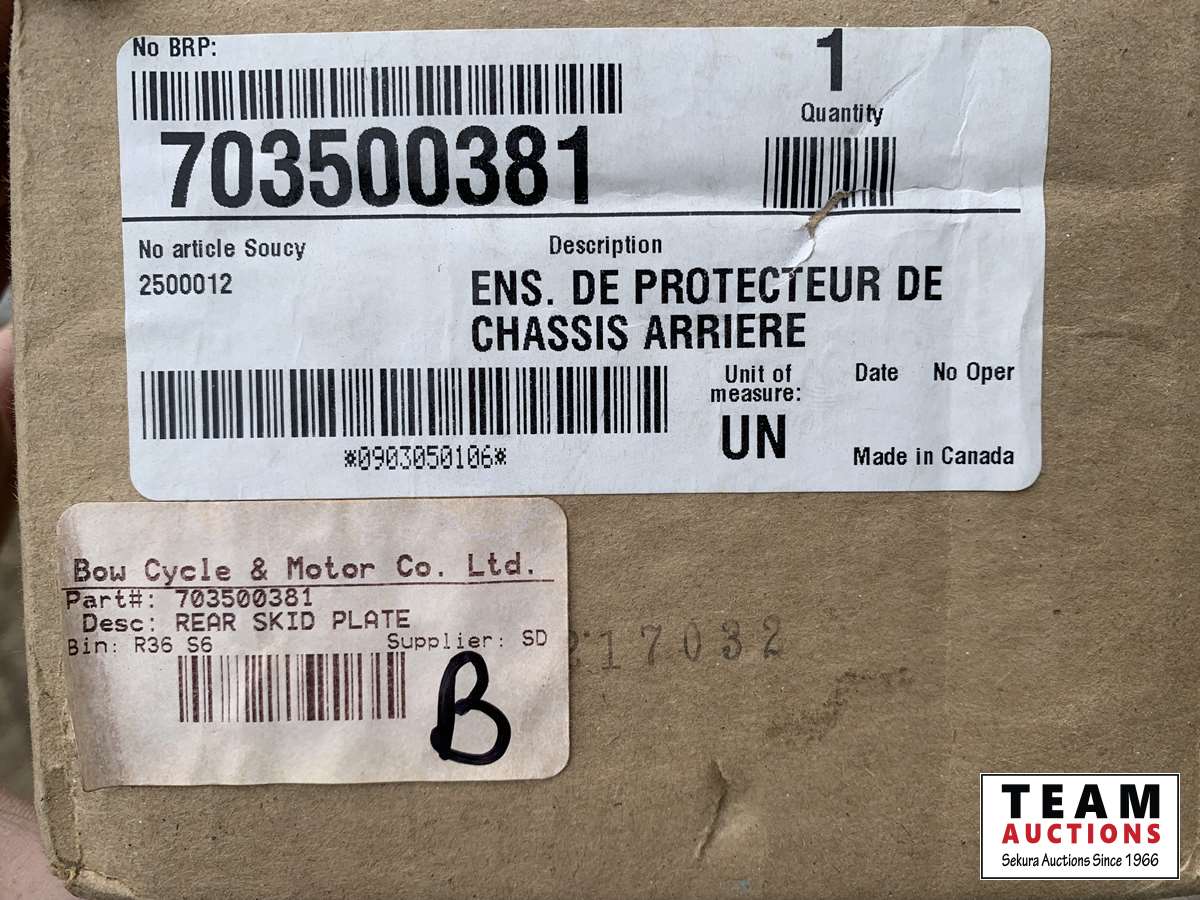 No BRP:
703500381
1
Quantity
No article Soucy
2500012
Description
ENS. DE PROTECTEUR DE
CHASSIS ARRIERE
*0903050106*
Unit of
measure:
UN
Date
No Oper
Made in Canada
Bow Cycle & Motor Co. Ltd.
Part#: 703500381
Desc: REAR SKID PLATE
Bin: R36 S6
Supplier: SD
B
TEAM
AUCTIONS
Sekura Auctions Since 1966